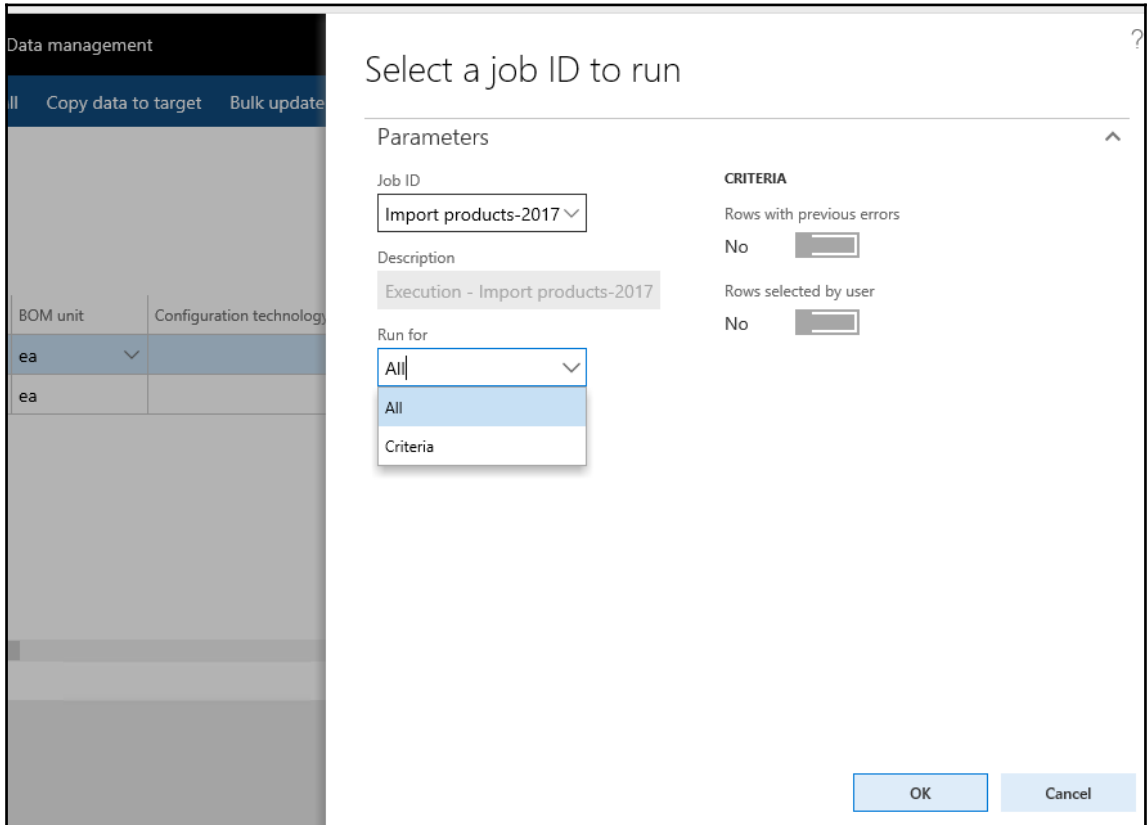 Data management
?
Select a job ID to run
Copy data to target Bulk update
Parameters
Job ID
Import products-2017
Description
Execution - Import products-2017
Run for
All
All
Criteria
CRITERIA
Rows with previous errors
No
Rows selected by user
No
BOM unit Configuration technology
ea
ea
OK Cancel